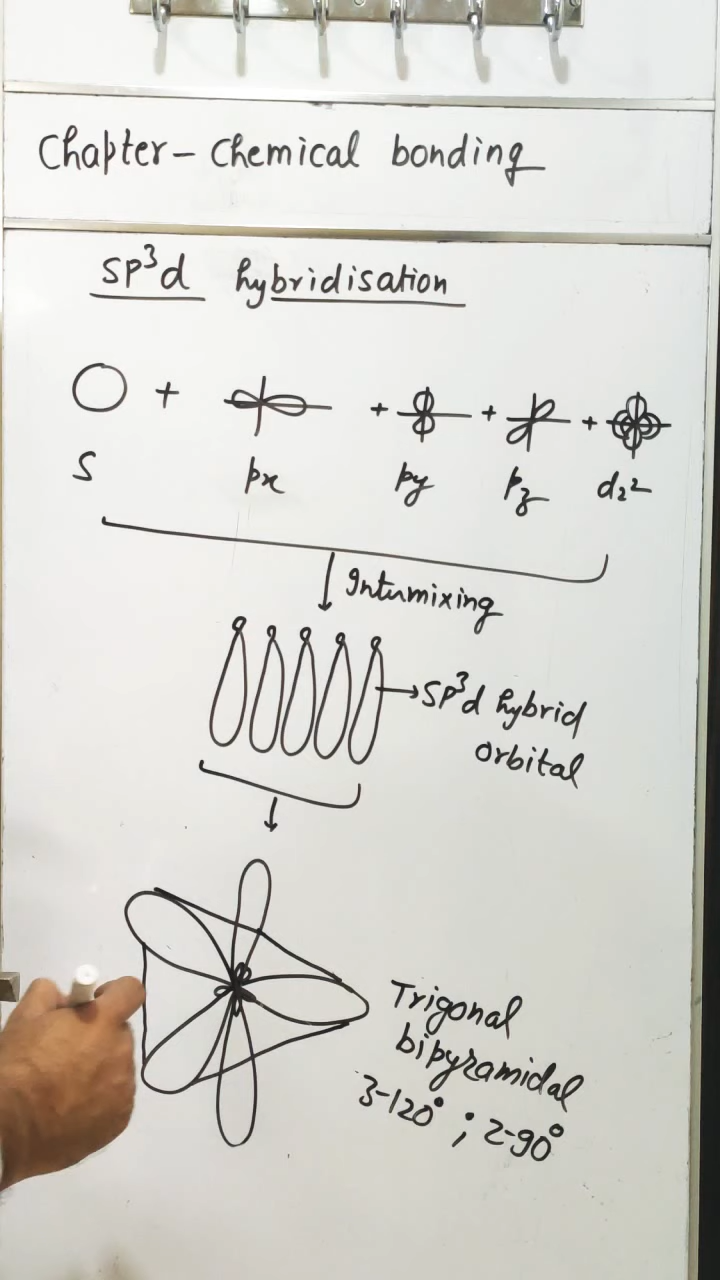 Chapter - Chemical bonding
SP³d hybridisation
+ + + +
S px py pz dz²
Intermixing
SP³d hybrid
orbital
Trigonal
bipyramidal
3-120° ; 2-90°